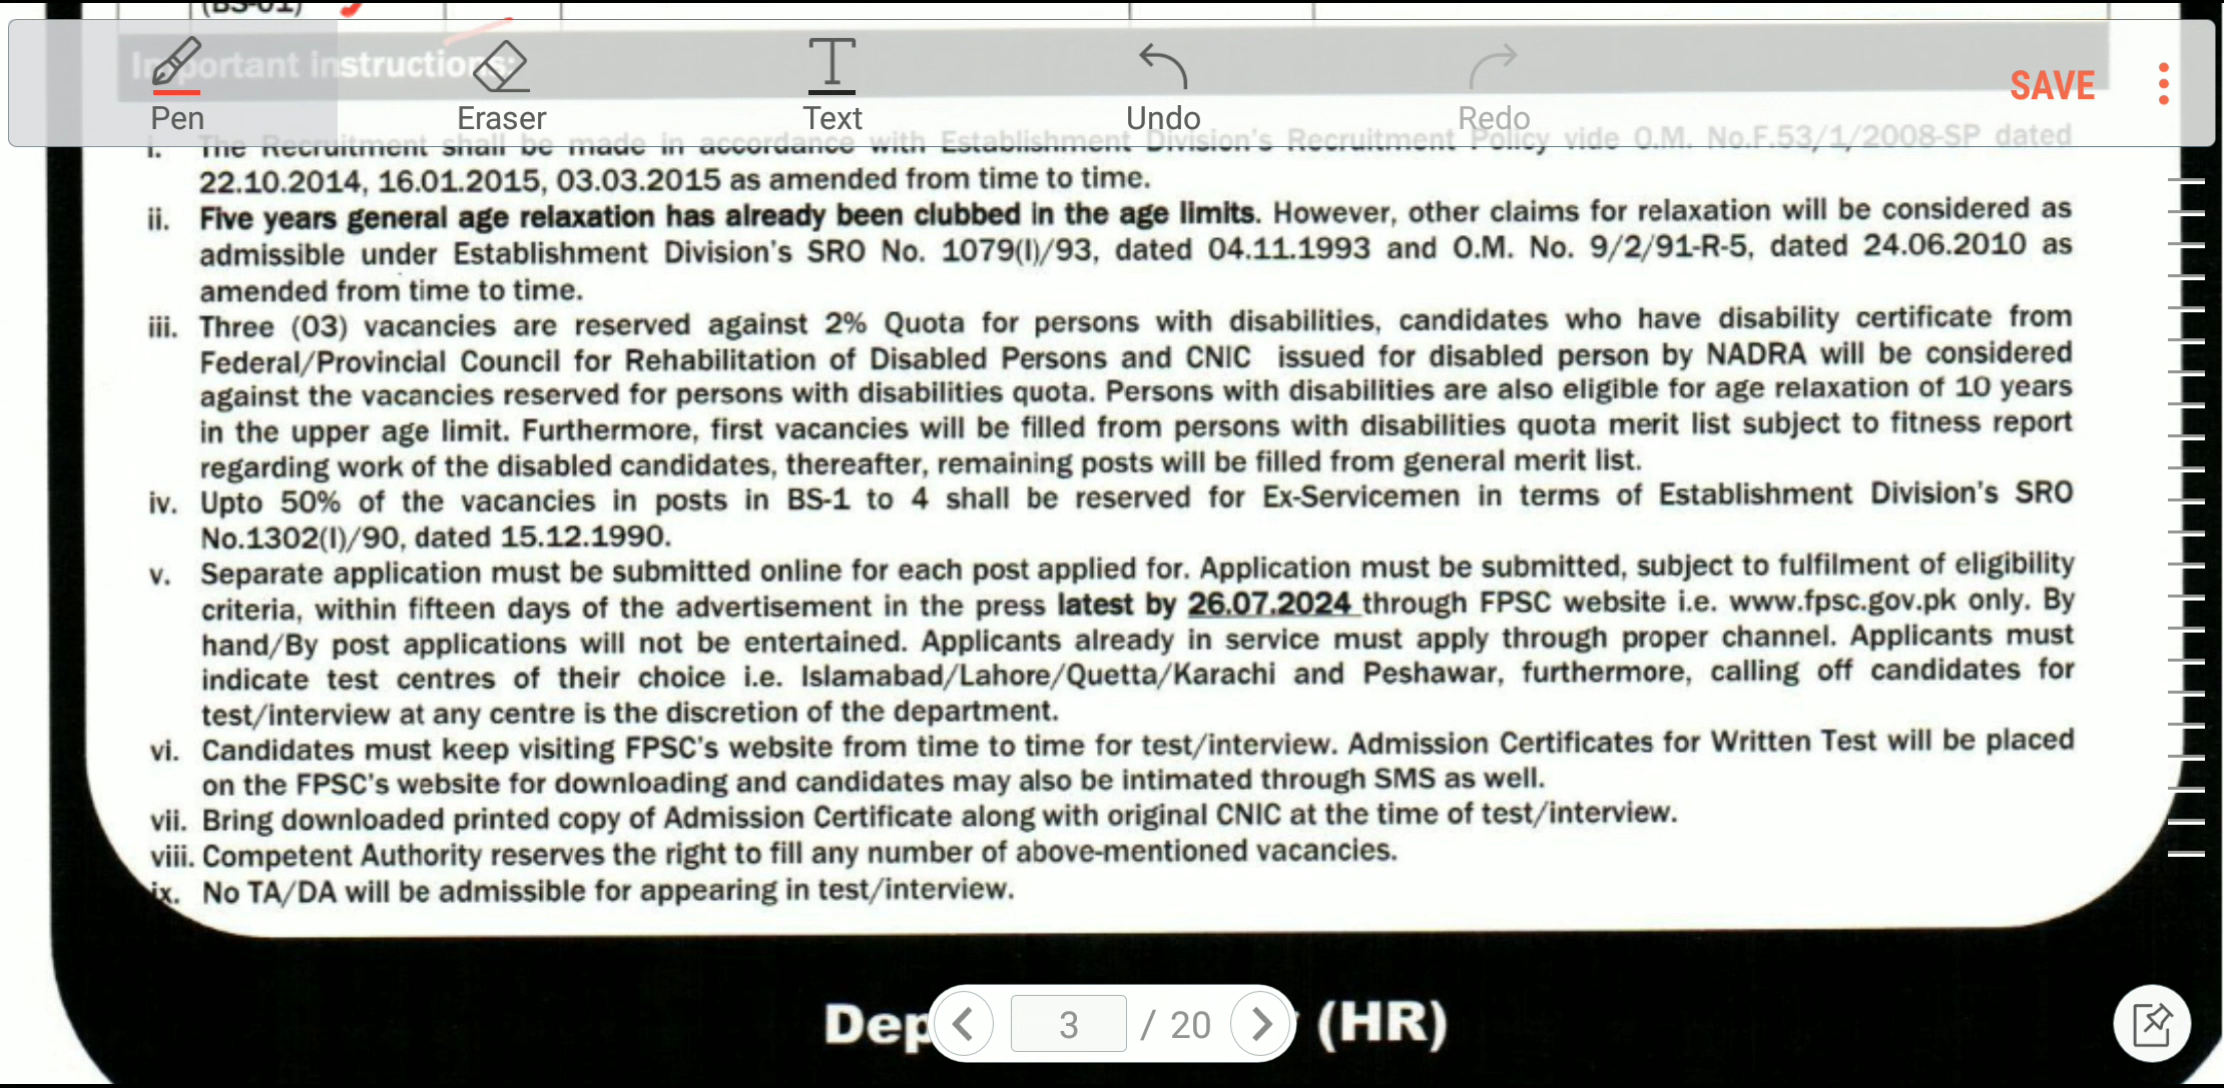 (BS-01)
Important instructions:
Pen
Eraser
Text
Undo
Redo
SAVE
i. The Recruitment shall be made in accordance with Establishment Division's Recruitment Policy vide O.M. No.F.53/1/2008-SP dated
22.10.2014, 16.01.2015, 03.03.2015 as amended from time to time.
ii. Five years general age relaxation has already been clubbed in the age limits. However, other claims for relaxation will be considered as
admissible under Establishment Division's SRO No. 1079(I)/93, dated 04.11.1993 and O.M. No. 9/2/91-R-5, dated 24.06.2010 as
amended from time to time.
iii. Three (03) vacancies are reserved against 2% Quota for persons with disabilities, candidates who have disability certificate from
Federal/Provincial Council for Rehabilitation of Disabled Persons and CNIC issued for disabled person by NADRA will be considered
against the vacancies reserved for persons with disabilities quota. Persons with disabilities are also eligible for age relaxation of 10 years
in the upper age limit. Furthermore, first vacancies will be filled from persons with disabilities quota merit list subject to fitness report
regarding work of the disabled candidates, thereafter, remaining posts will be filled from general merit list.
iv. Upto 50% of the vacancies in posts in BS-1 to 4 shall be reserved for Ex-Servicemen in terms of Establishment Division's SRO
No.1302(I)/90, dated 15.12.1990.
v. Separate application must be submitted online for each post applied for. Application must be submitted, subject to fulfilment of eligibility
criteria, within fifteen days of the advertisement in the press latest by 26.07.2024 through FPSC website i.e. www.fpsc.gov.pk only. By
hand/By post applications will not be entertained. Applicants already in service must apply through proper channel. Applicants must
indicate test centres of their choice i.e. Islamabad/Lahore/Quetta/Karachi and Peshawar, furthermore, calling off candidates for
test/interview at any centre is the discretion of the department.
vi. Candidates must keep visiting FPSC's website from time to time for test/interview. Admission Certificates for Written Test will be placed
on the FPSC's website for downloading and candidates may also be intimated through SMS as well.
vii. Bring downloaded printed copy of Admission Certificate along with original CNIC at the time of test/interview.
viii. Competent Authority reserves the right to fill any number of above-mentioned vacancies.
ix. No TA/DA will be admissible for appearing in test/interview.
Dep (HR)
3 / 20